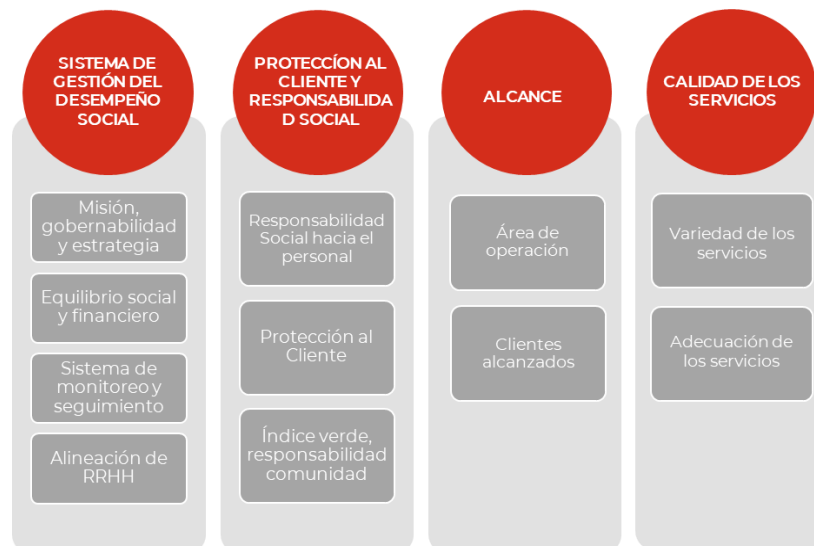 SISTEMA DE
GESTIÓN DEL
DESEMPEÑO
SOCIAL
Misión,
gobernabilidad
y estrategia
Equilibrio social
y financiero
Sistema de
monitoreo y
seguimiento
Alineación de
RRHH
PROTECCÍON AL
CLIENTE Y
RESPONSABILIDA
D SOCIAL
Responsabilidad
Social hacia el
personal
Protección al
Cliente
Índice verde,
responsabilidad
comunidad
ALCANCE
Área de
operación
Clientes
alcanzados
CALIDAD DE LOS
SERVICIOS
Variedad de los
servicios
Adecuación de
los servicios